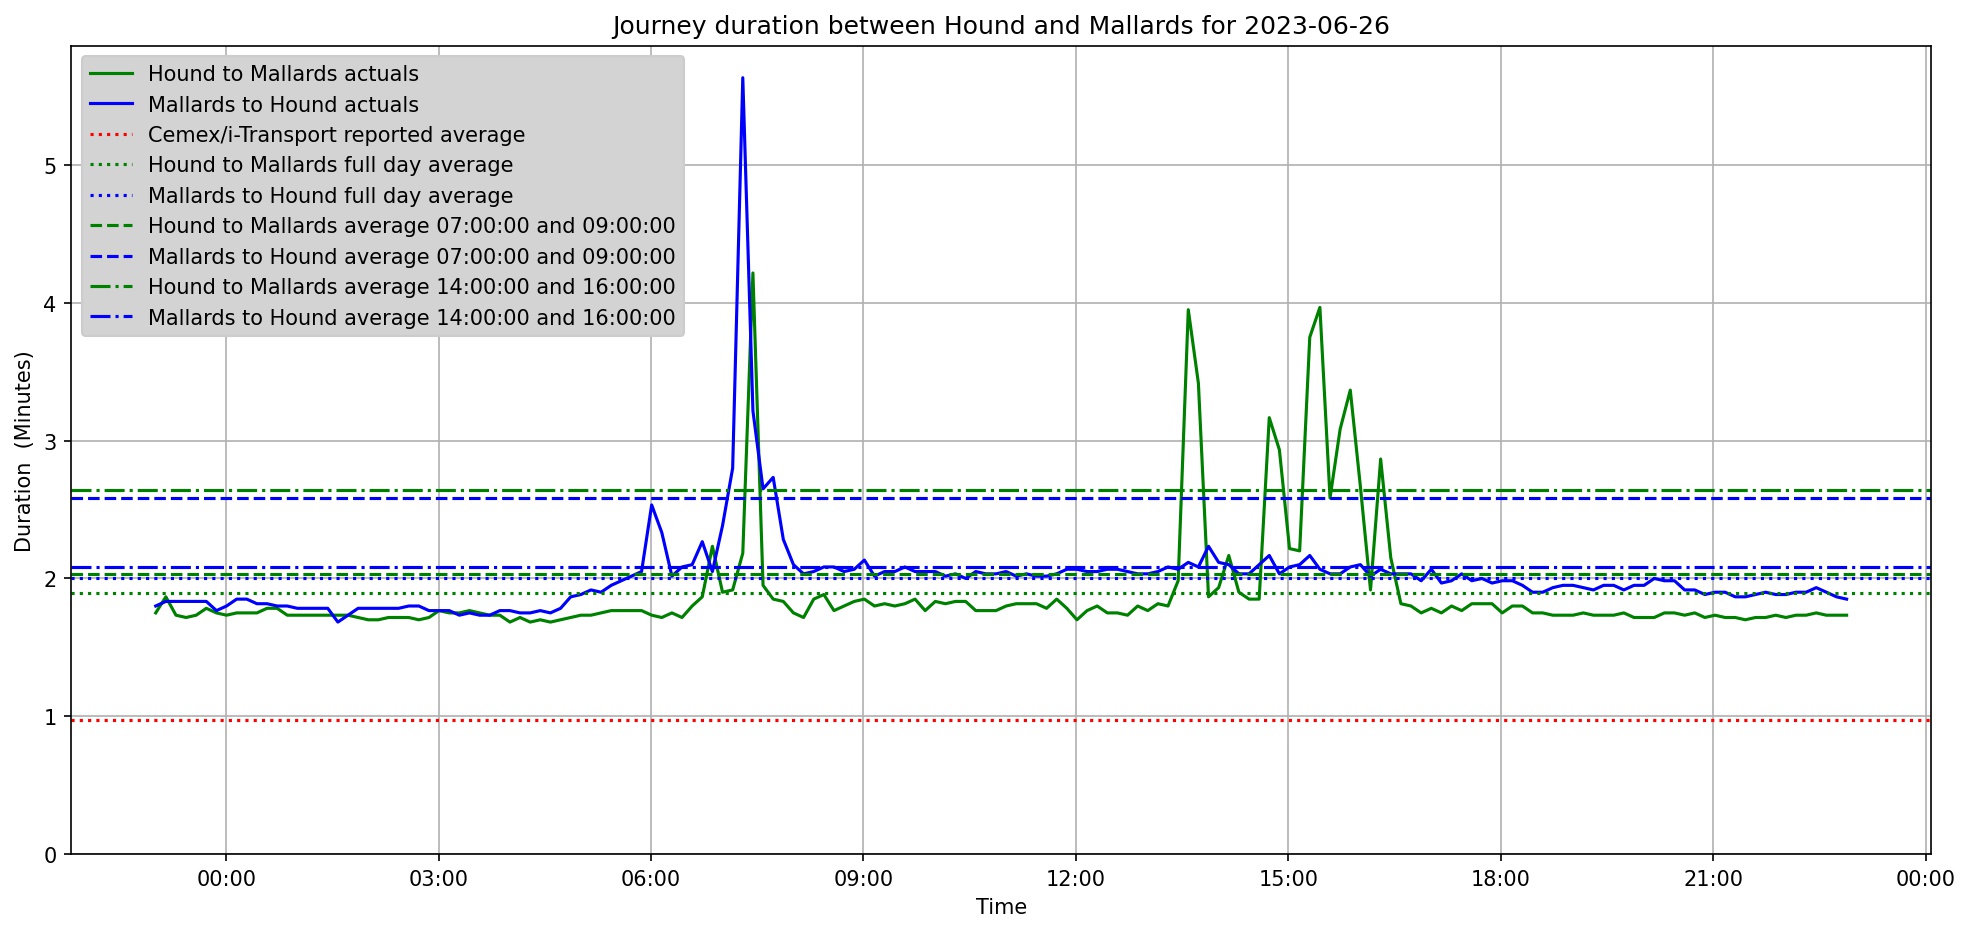 Journey duration between Hound and Mallards for 2023-06-26
Hound to Mallards actuals
Mallards to Hound actuals
Cemex/i-Transport reported average
Hound to Mallards full day average
Mallards to Hound full day average
Hound to Mallards average 07:00:00 and 09:00:00
Mallards to Hound average 07:00:00 and 09:00:00
Hound to Mallards average 14:00:00 and 16:00:00
Mallards to Hound average 14:00:00 and 16:00:00
Duration (Minutes)
5
4
3
2
1
0
00:00 03:00 06:00 09:00 12:00 15:00 18:00 21:00 00:00
Time